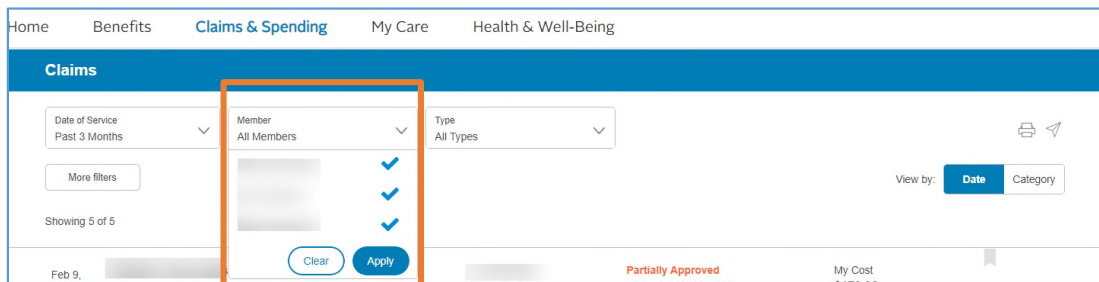 Home Benefits Claims & Spending My Care Health & Well-Being
Claims
Date of Service Member Type
Past 3 Months All Members All Types
More filters
View by: Date Category
Showing 5 of 5
Clear Apply
Feb 9, Partially Approved My Cost